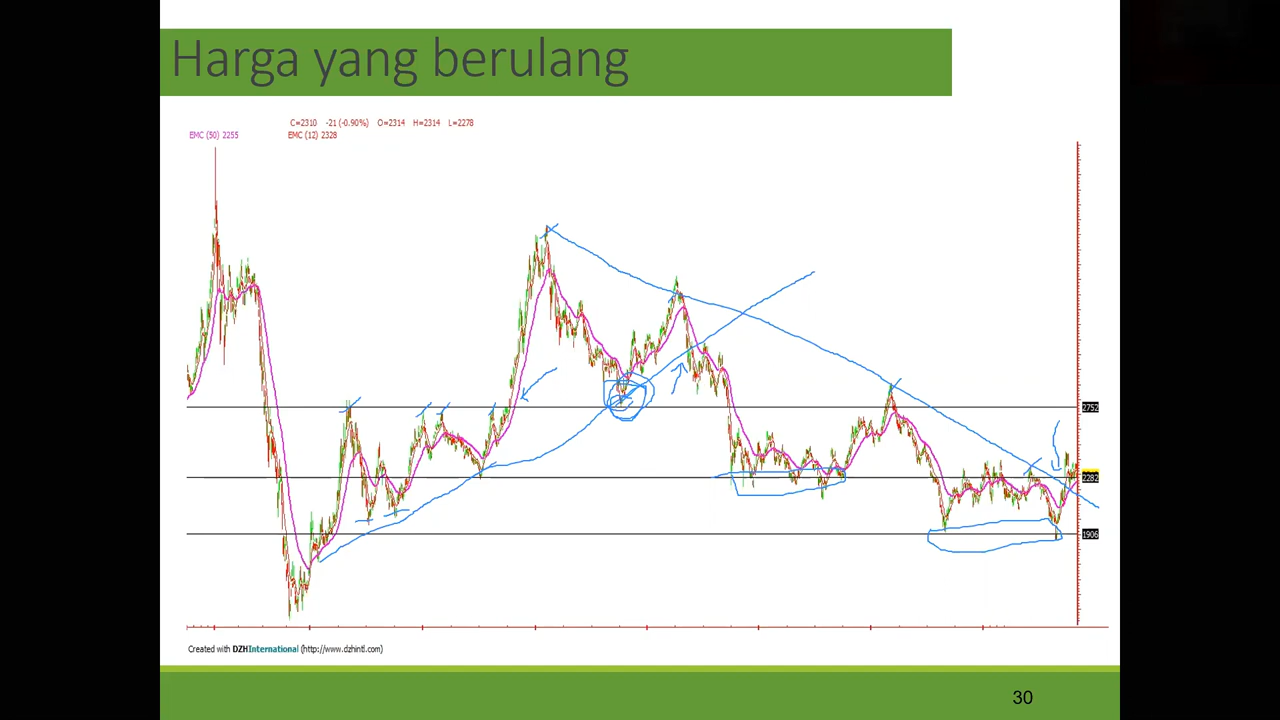 Harga yang berulang
C=2310 -21 (-0.90%) O=2314 H=2314 L=2278
EMC (50) 2255 EMC (12) 2328
2752
2282
1906
Created with DZHInternational (http://www.dzhintl.com)
30